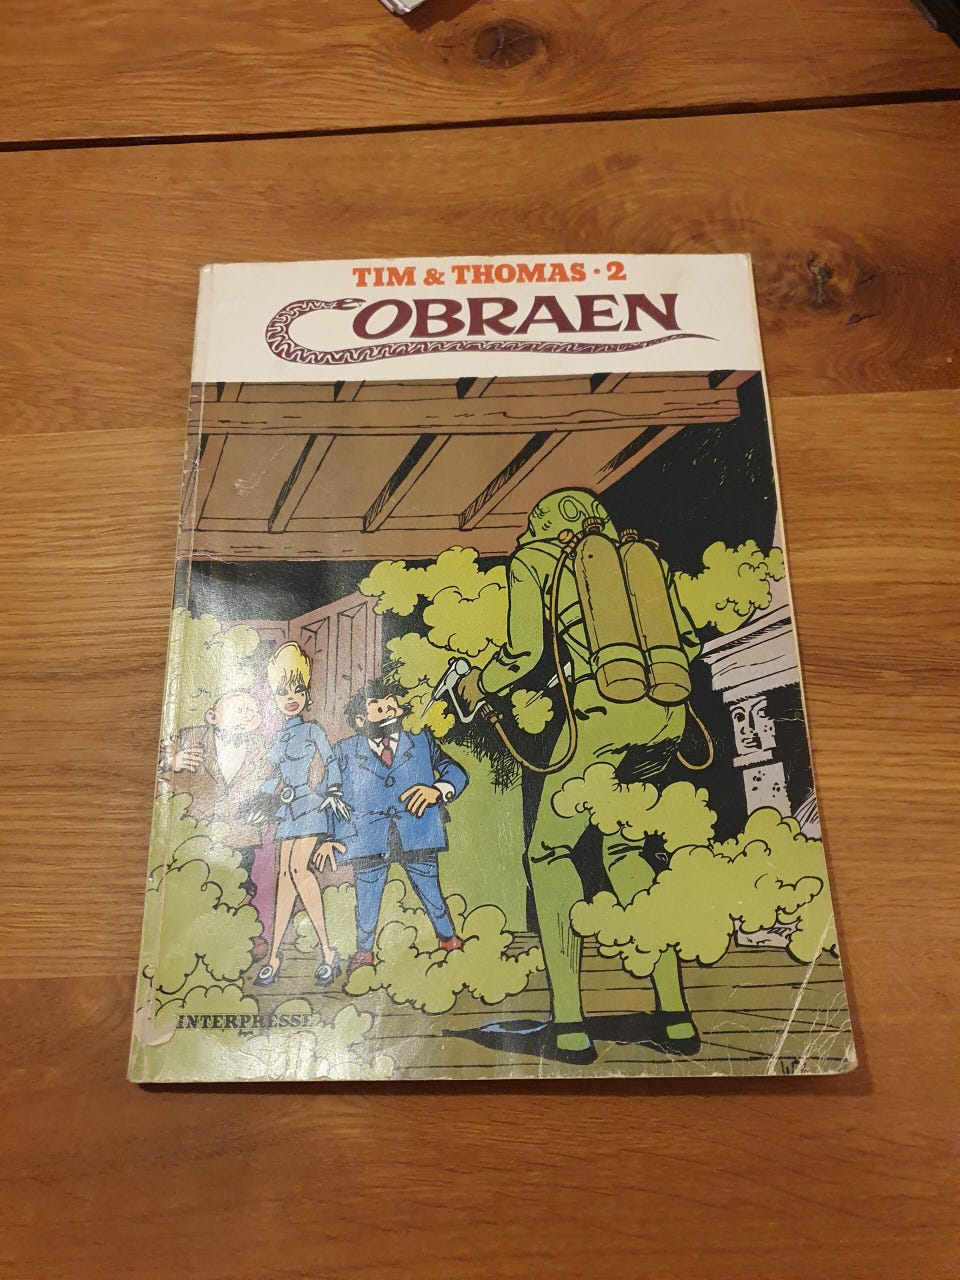 TIM & THOMAS · 2
COBRAEN
INTERPRESSE